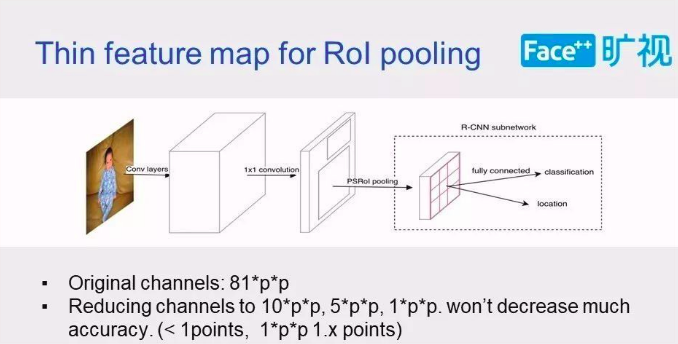 Thin feature map for RoI pooling
Face++ 旷视
R-CNN subnetwork
Conv layers
1x1 convolution
PSRoI pooling
fully connected
classification
location
▪ Original channels: 81*p*p
▪ Reducing channels to 10*p*p, 5*p*p, 1*p*p. won't decrease much
accuracy. (< 1points, 1*p*p 1.x points)